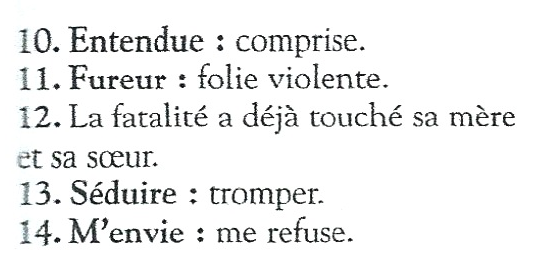 10. Entendue : comprise.
11. Fureur : folie violente.
12. La fatalité a déjà touché sa mère
et sa sœur.
13. Séduire : tromper.
14. M'envie : me refuse.